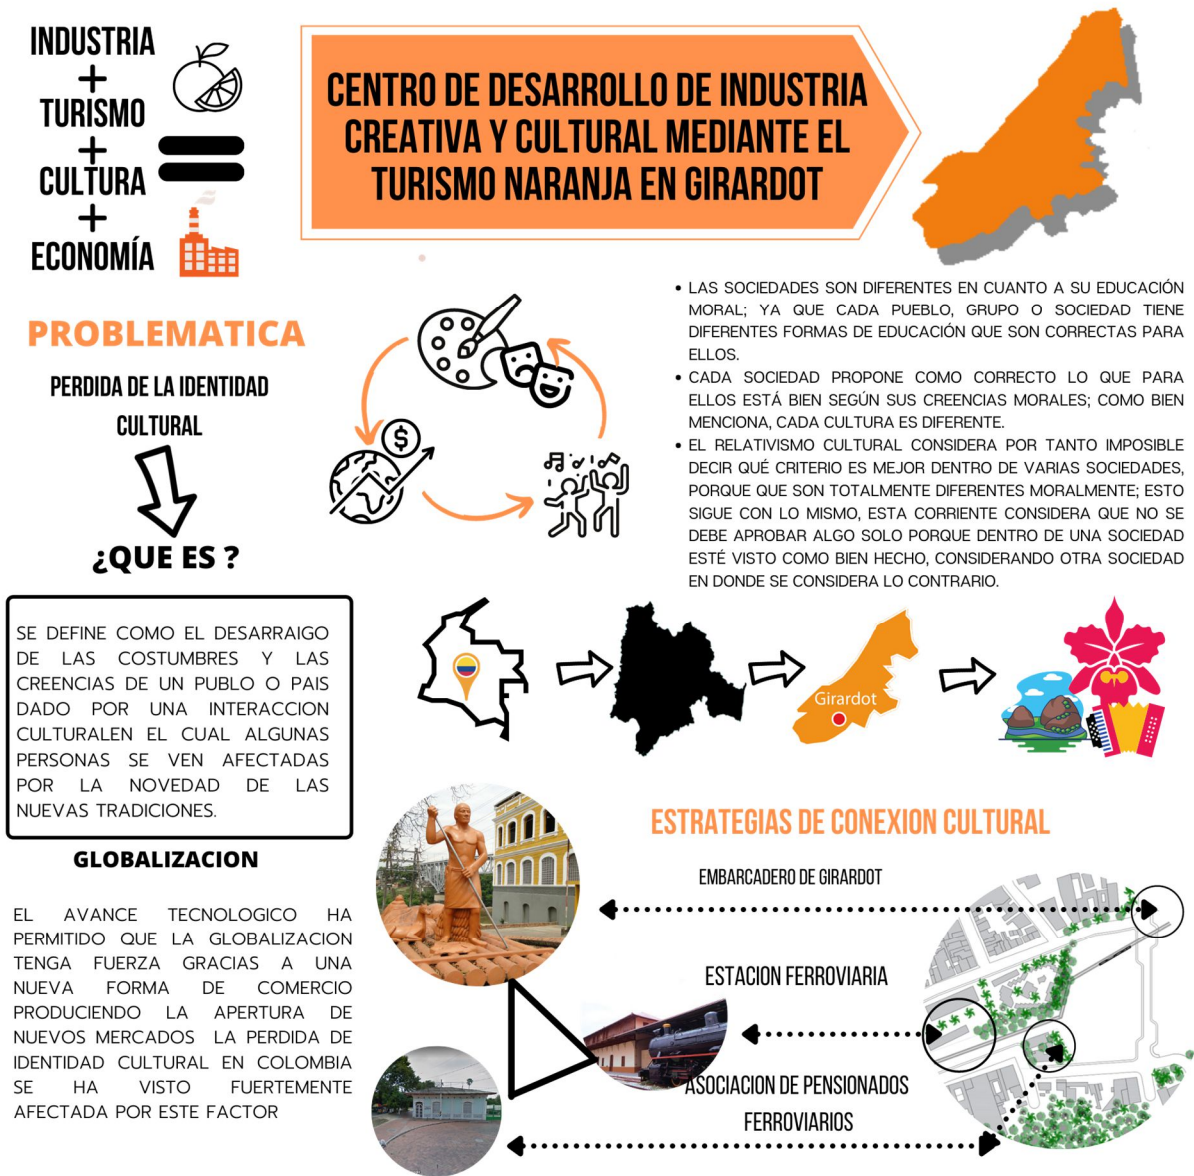 INDUSTRIA
+
TURISMO
+
CULTURA
+
ECONOMÍA
CENTRO DE DESARROLLO DE INDUSTRIA
CREATIVA Y CULTURAL MEDIANTE EL
TURISMO NARANJA EN GIRARDOT
PROBLEMATICA
PERDIDA DE LA IDENTIDAD
CULTURAL
¿QUE ES ?
SE DEFINE COMO EL DESARRAIGO
DE LAS COSTUMBRES Y LAS
CREENCIAS DE UN PUBLO O PAIS
DADO POR UNA INTERACCION
CULTURALEN EL CUAL ALGUNAS
PERSONAS SE VEN AFECTADAS
POR LA NOVEDAD DE LAS
NUEVAS TRADICIONES.
GLOBALIZACION
EL AVANCE TECNOLOGICO HA
PERMITIDO QUE LA GLOBALIZACION
TENGA FUERZA GRACIAS A UNA
NUEVA FORMA DE COMERCIO
PRODUCIENDO LA APERTURA DE
NUEVOS MERCADOS LA PERDIDA DE
IDENTIDAD CULTURAL EN COLOMBIA
SE HA VISTO FUERTEMENTE
AFECTADA POR ESTE FACTOR
$
• LAS SOCIEDADES SON DIFERENTES EN CUANTO A SU EDUCACIÓN
MORAL; YA QUE CADA PUEBLO, GRUPO O SOCIEDAD TIENE
DIFERENTES FORMAS DE EDUCACIÓN QUE SON CORRECTAS PARA
ELLOS.
• CADA SOCIEDAD PROPONE COMO CORRECTO LO QUE PARA
ELLOS ESTÁ BIEN SEGÚN SUS CREENCIAS MORALES; COMO BIEN
MENCIONA, CADA CULTURA ES DIFERENTE.
• EL RELATIVISMO CULTURAL CONSIDERA POR TANTO IMPOSIBLE
DECIR QUÉ CRITERIO ES MEJOR DENTRO DE VARIAS SOCIEDADES,
PORQUE QUE SON TOTALMENTE DIFERENTES MORALMENTE; ESTO
SIGUE CON LO MISMO, ESTA CORRIENTE CONSIDERA QUE NO SE
DEBE APROBAR ALGO SOLO PORQUE DENTRO DE UNA SOCIEDAD
ESTÉ VISTO COMO BIEN HECHO, CONSIDERANDO OTRA SOCIEDAD
EN DONDE SE CONSIDERA LO CONTRARIO.
Girardot
ESTRATEGIAS DE CONEXION CULTURAL
EMBARCADERO DE GIRARDOT
ESTACION FERROVIARIA
ASOCIACION DE PENSIONADOS
FERROVIARIOS